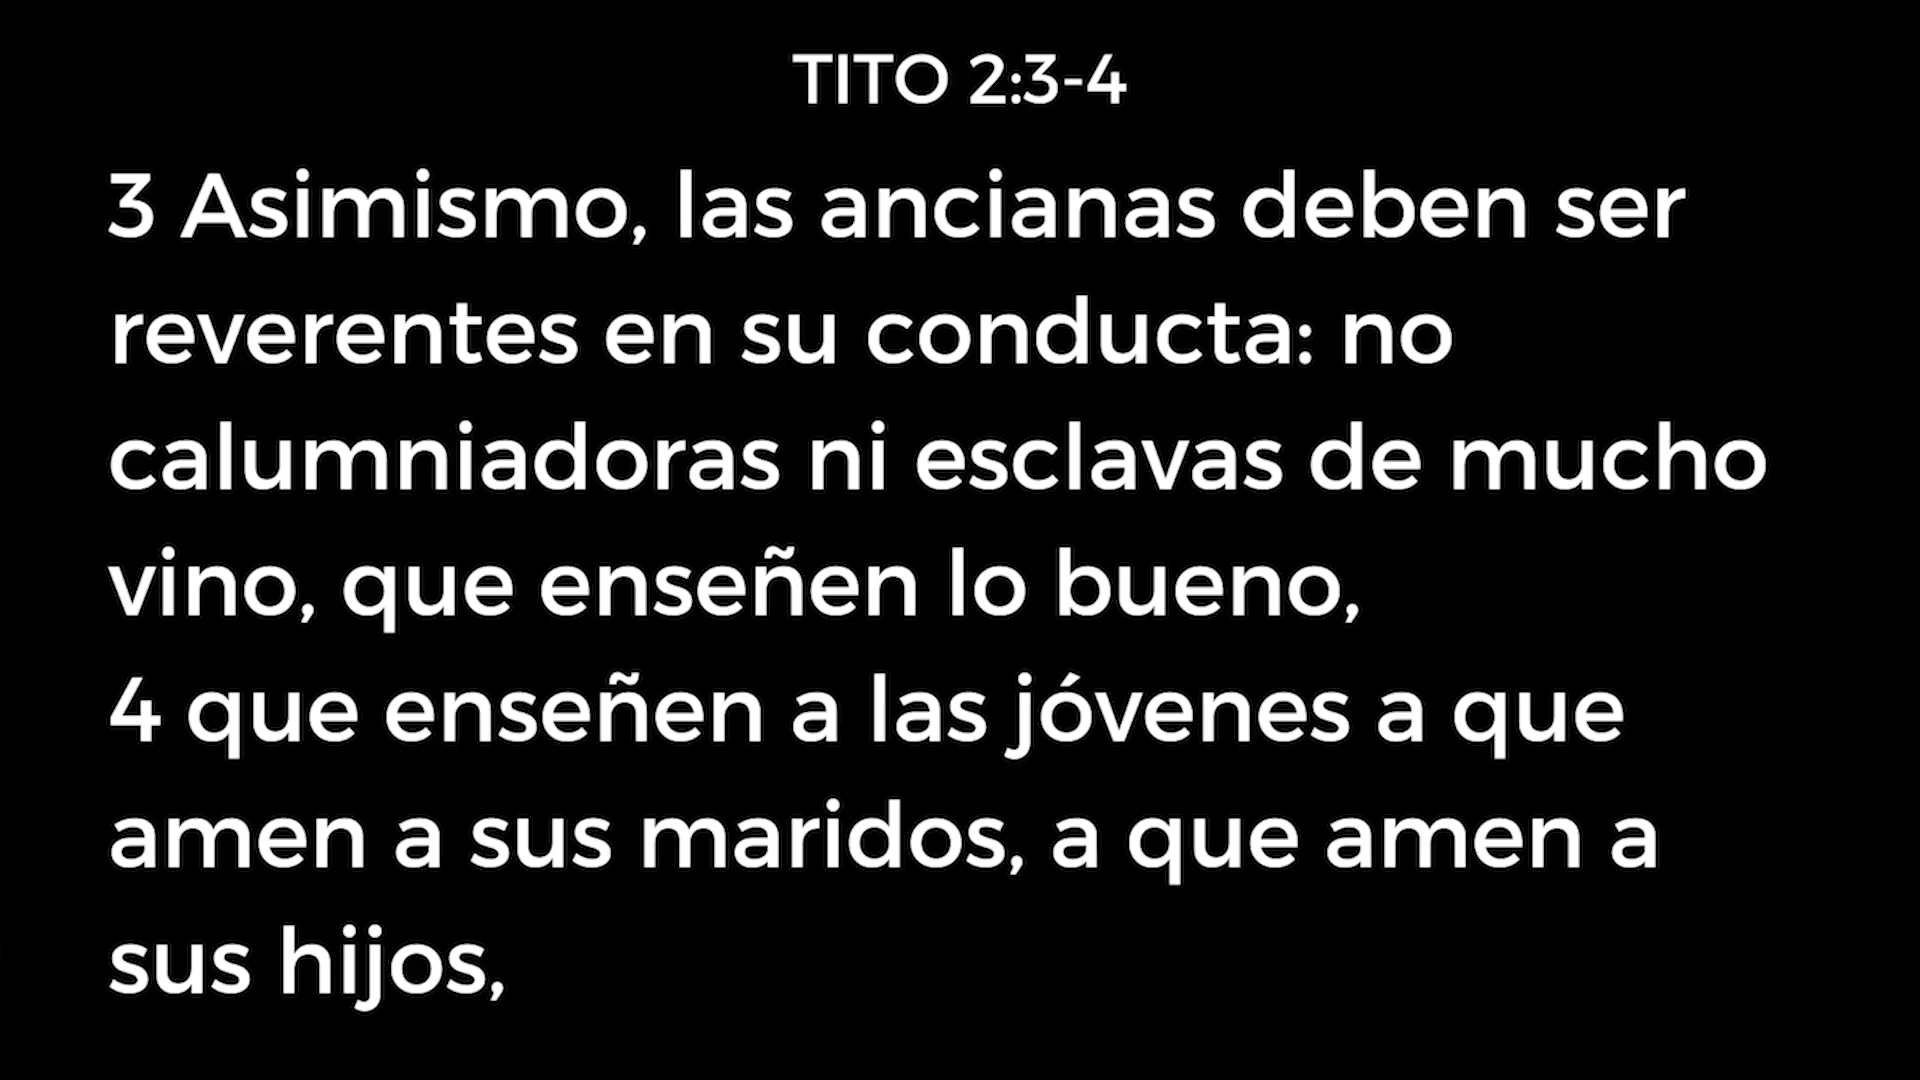 TITO 2:3-4
3 Asimismo, las ancianas deben ser
reverentes en su conducta: no
calumniadoras ni esclavas de mucho
vino, que enseñen lo bueno,
4 que enseñen a las jóvenes a que
amen a sus maridos, a que amen a
sus hijos,